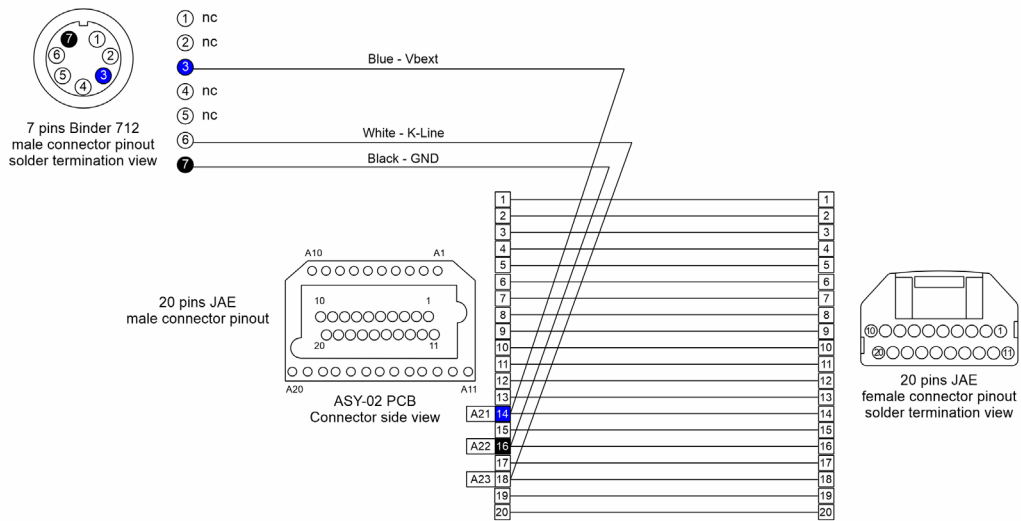 7
1
6
2
5
3
4
7 pins Binder 712
male connector pinout
solder termination view
1 nc
2 nc
3 Blue - Vbext
4 nc
5 nc
6 White - K-Line
7 Black - GND
1 1
2 2
3 3
4 4
5 5
6 6
7 7
8 8
9 9
10 10
11 11
12 12
13 13
A21 14 14
15 15
A22 16 16
17 17
A23 18 18
19 19
20 20
20 pins JAE
male connector pinout
A10 A1
10 1
20 11
A20 A11
ASY-02 PCB
Connector side view
10 1
20 11
20 pins JAE
female connector pinout
solder termination view